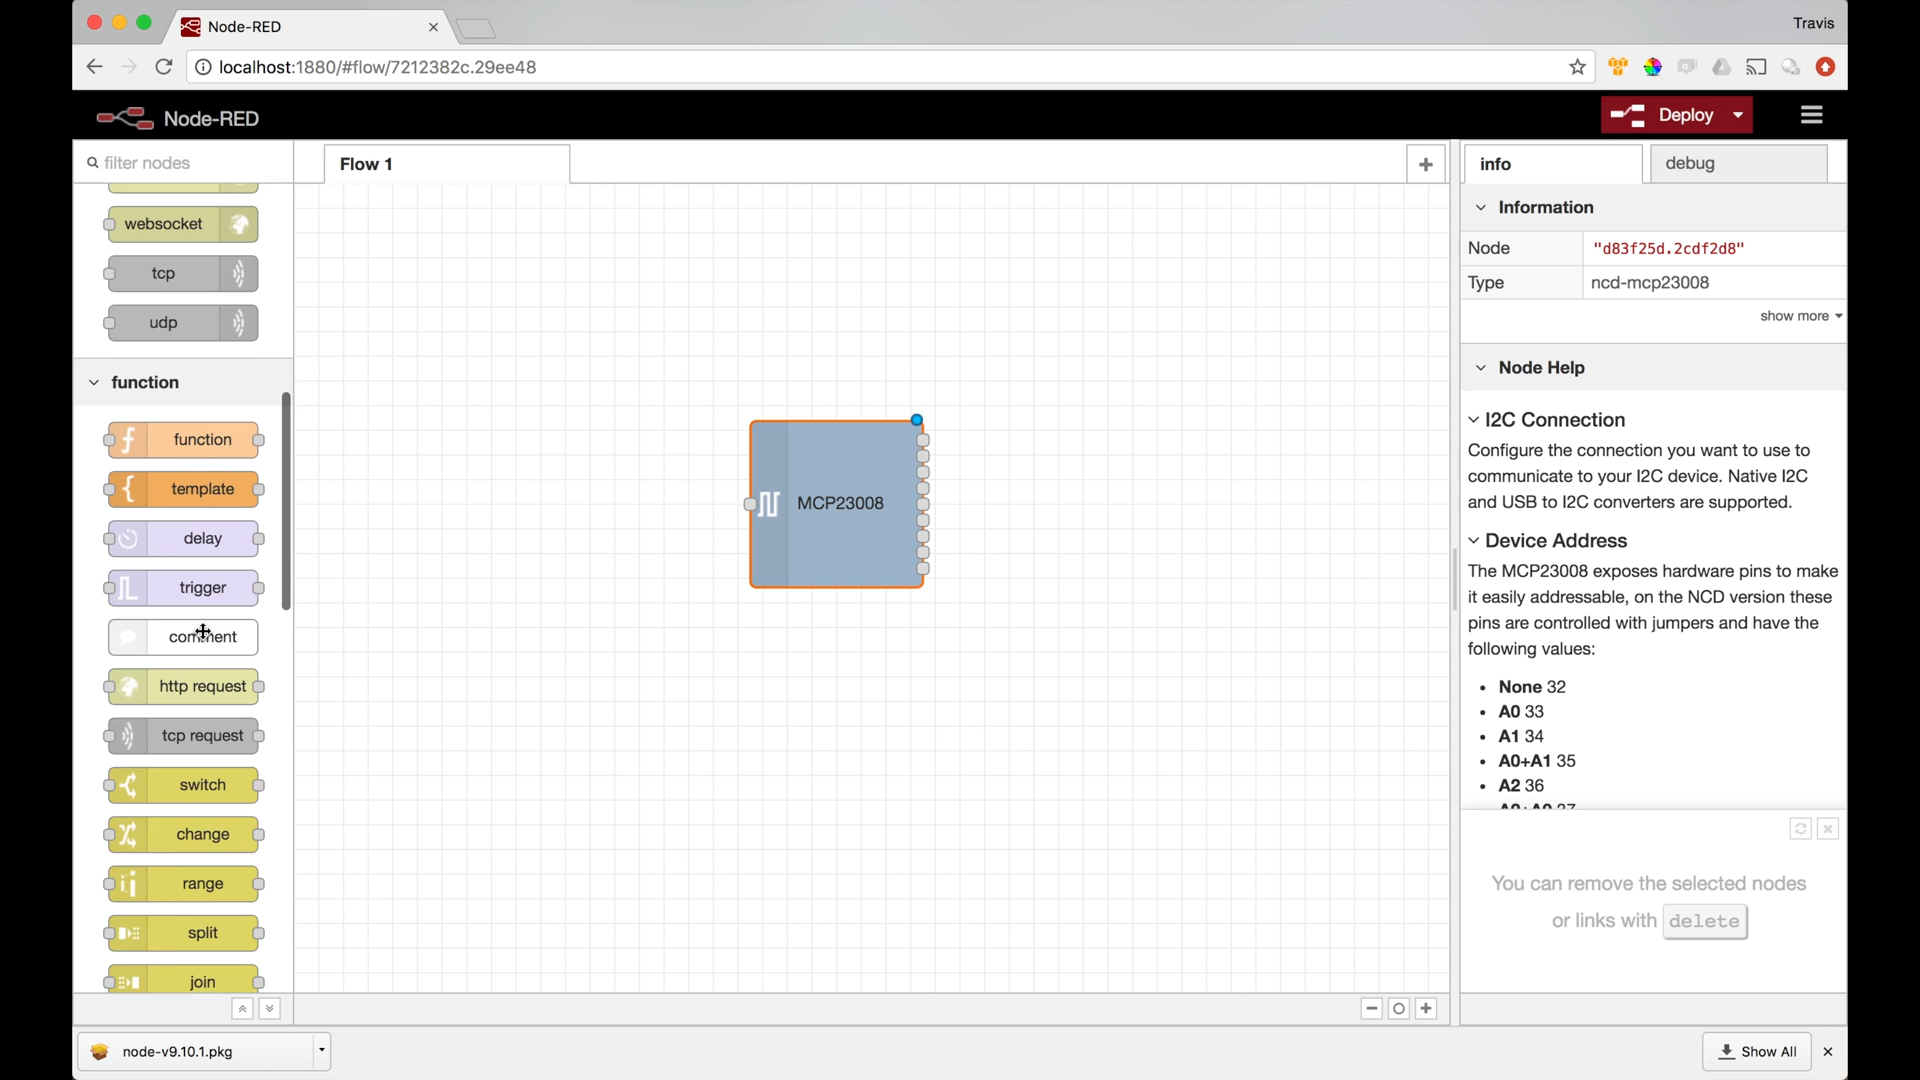 Node-RED
Travis
localhost:1880/#flow/7212382c.29ee48
Node-RED
Deploy
filter nodes
Flow 1
info
debug
websocket
tcp
udp
function
function
template
delay
trigger
comment
http request
tcp request
switch
change
range
split
join
MCP23008
Information
Node "d83f25d.2cdf2d8"
Type ncd-mcp23008
show more
Node Help
I2C Connection
Configure the connection you want to use to
communicate to your I2C device. Native I2C
and USB to I2C converters are supported.
Device Address
The MCP23008 exposes hardware pins to make
it easily addressable, on the NCD version these
pins are controlled with jumpers and have the
following values:
None 32
A0 33
A1 34
A0+A1 35
A2 36
You can remove the selected nodes
or links with delete
node-v9.10.1.pkg
Show All